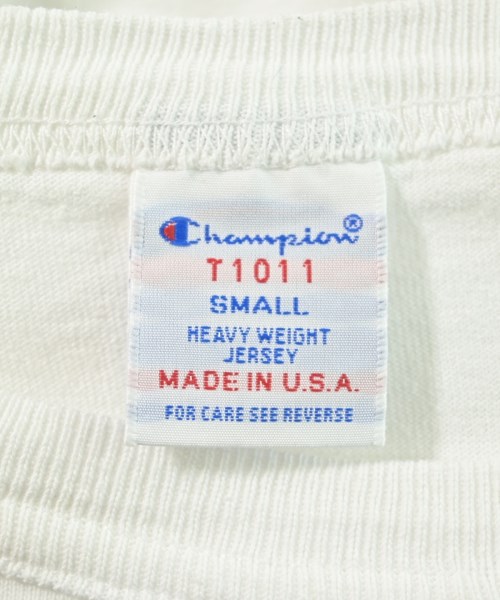 Champion®
T1011
SMALL
HEAVY WEIGHT
JERSEY
MADE IN U.S.A.
FOR CARE SEE REVERSE